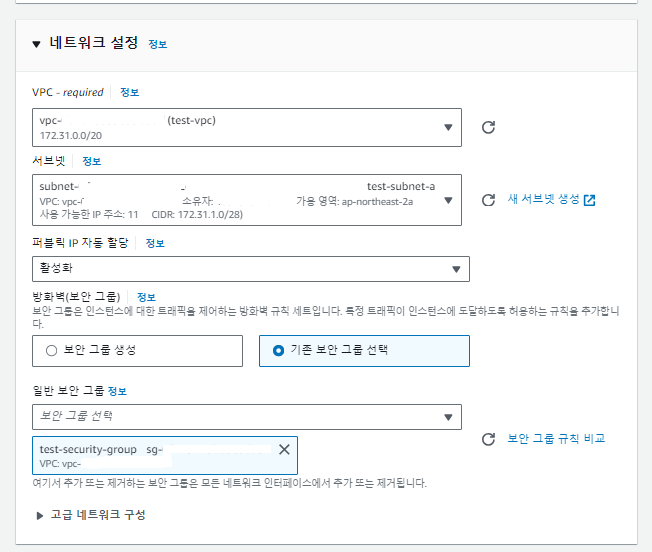 네트워크 설정 정보
VPC - required 정보
vpc- (test-vpc)
172.31.0.0/20
서브넷 정보
subnet- test-subnet-a
VPC: vpc- 소유자: 가용 영역: ap-northeast-2a
사용 가능한 IP 주소: 11 CIDR: 172.31.1.0/28)
새 서브넷 생성
퍼블릭 IP 자동 할당 정보
활성화
방화벽(보안 그룹) 정보
보안 그룹은 인스턴스에 대한 트래픽을 제어하는 방화벽 규칙 세트입니다. 특정 트래픽이 인스턴스에 도달하도록 허용하는 규칙을 추가합니
다.
보안 그룹 생성
기존 보안 그룹 선택
일반 보안 그룹 정보
보안 그룹 선택
test-security-group sg-
VPC: vpc-
보안 그룹 규칙 비교
여기서 추가 또는 제거하는 보안 그룹은 모든 네트워크 인터페이스에서 추가 또는 제거됩니다.
고급 네트워크 구성